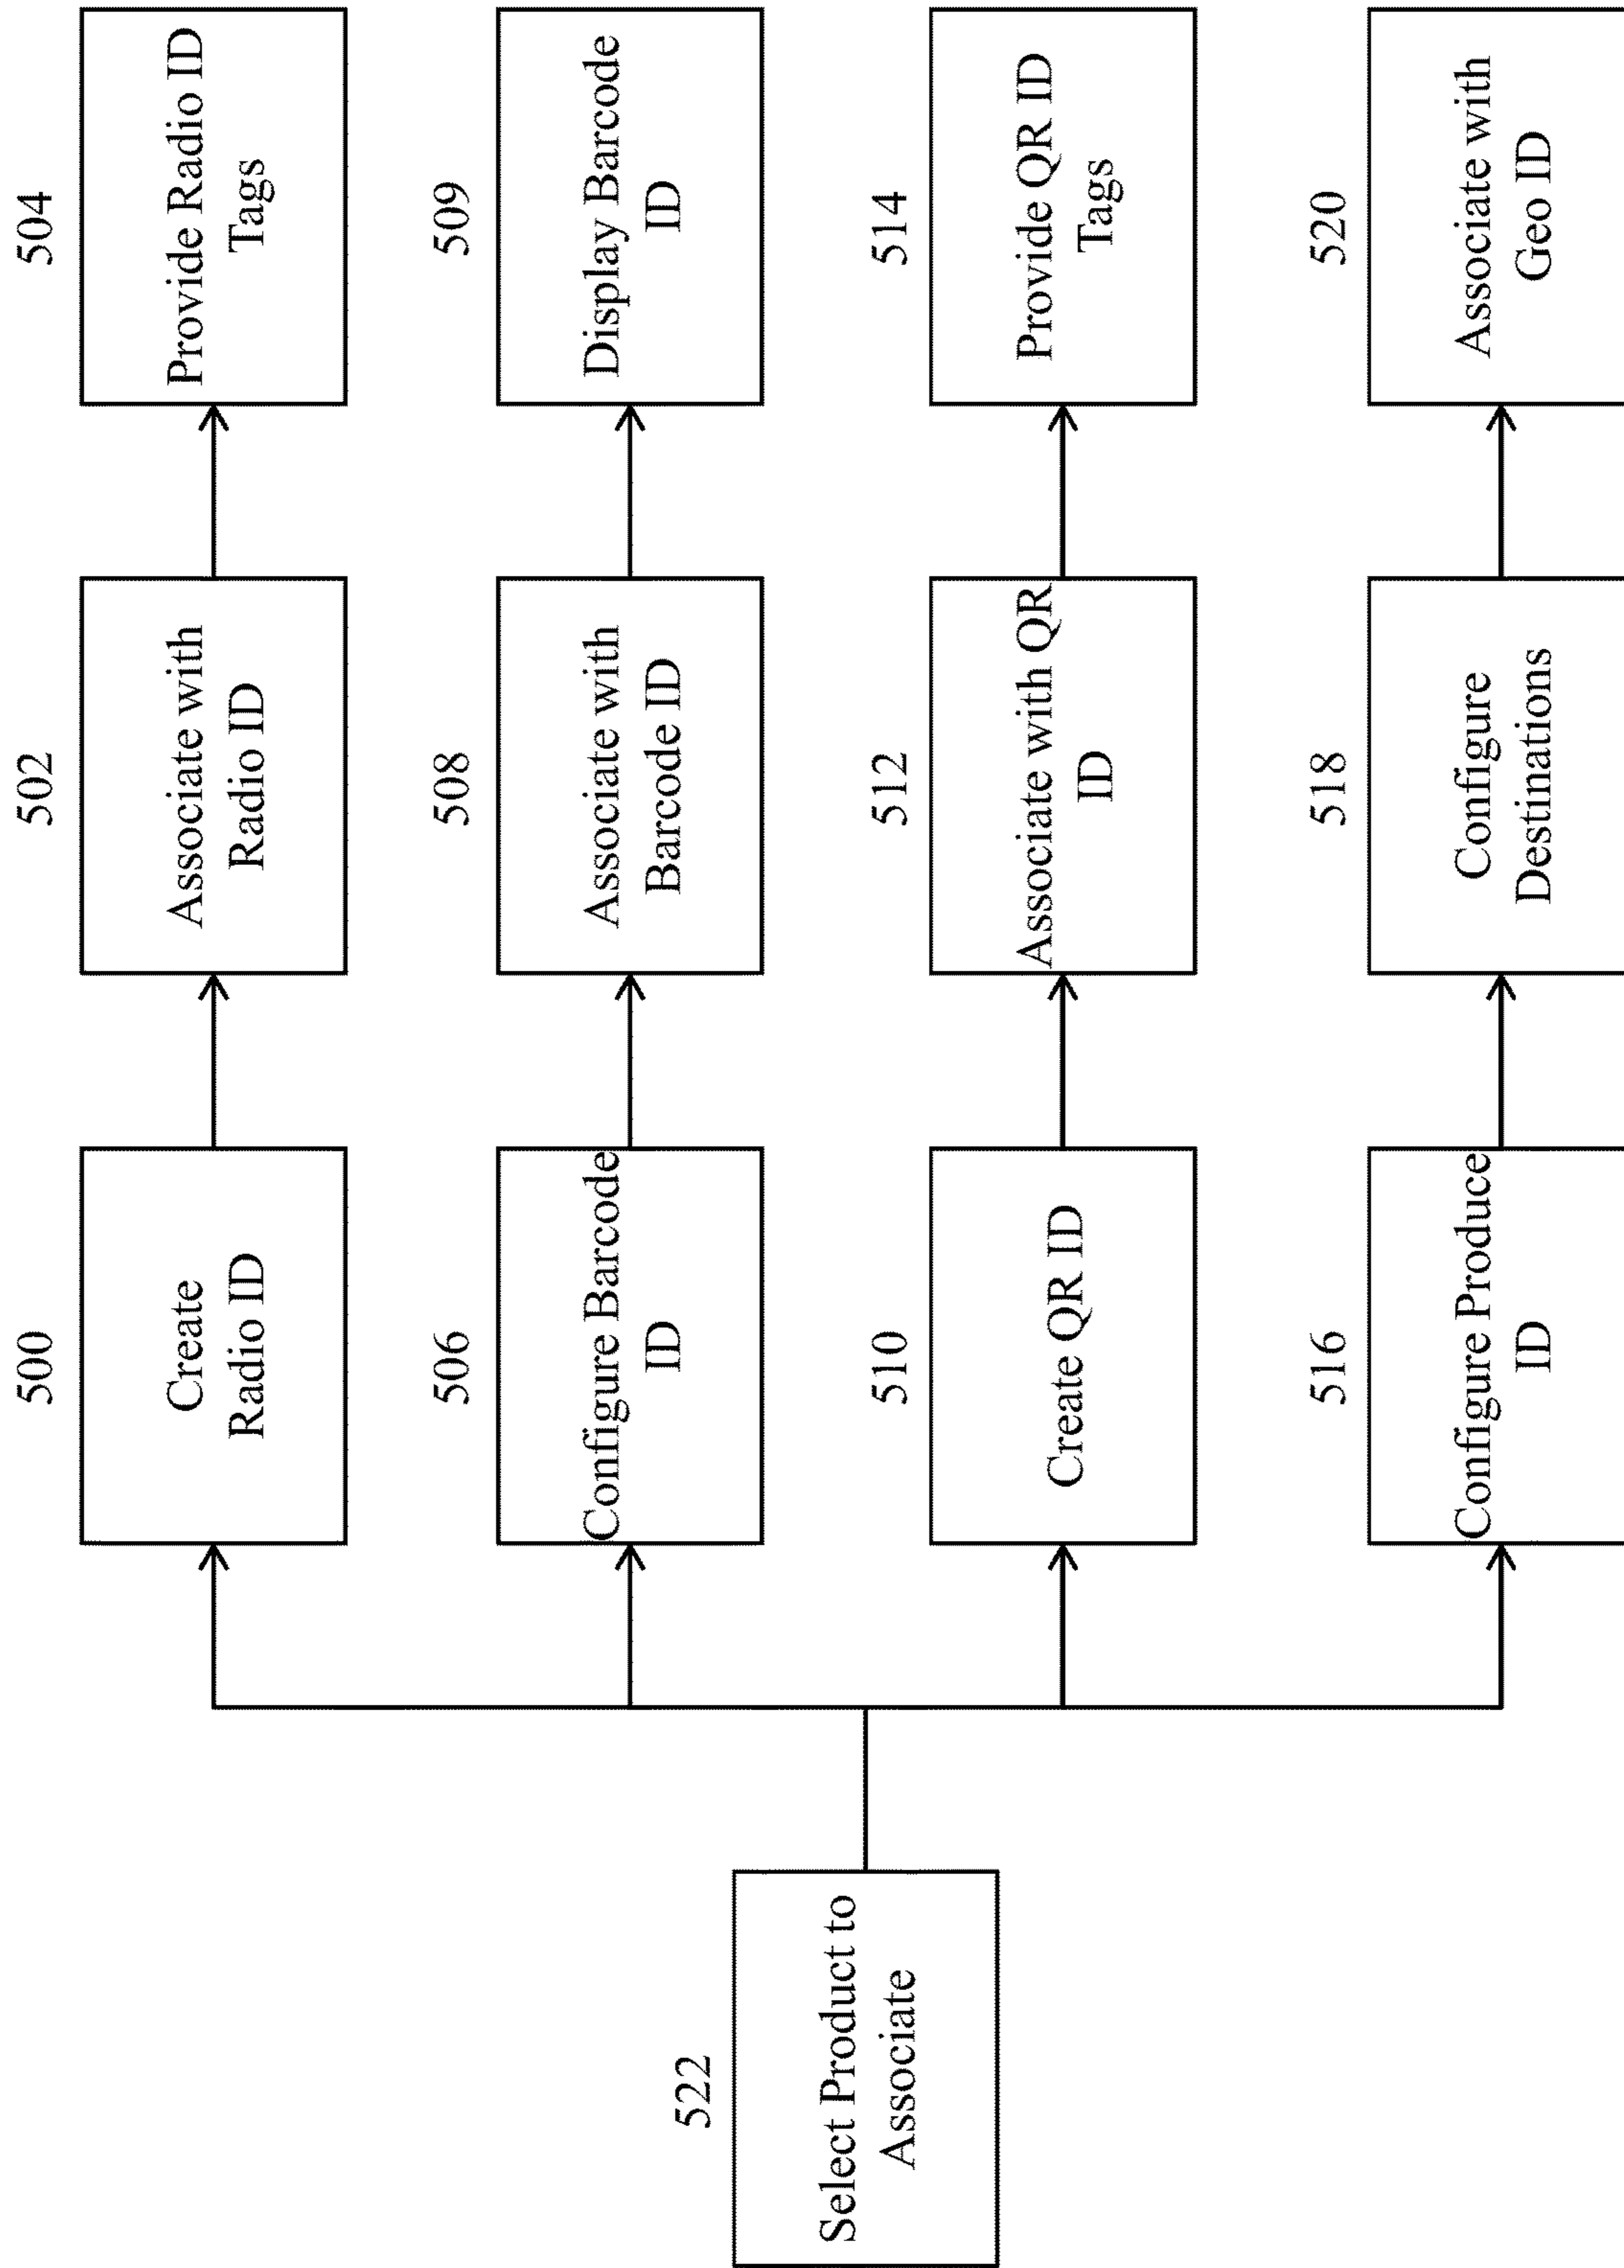 522
Select Product to
Associate
500
Create
Radio ID
502
Associate with
Radio ID
504
Provide Radio ID
Tags
506
Configure Barcode
ID
508
Associate with
Barcode ID
509
Display Barcode
ID
510
Create QR ID
512
Associate with QR
ID
514
Provide QR ID
Tags
516
Configure Produce
ID
518
Configure
Destinations
520
Associate with
Geo ID